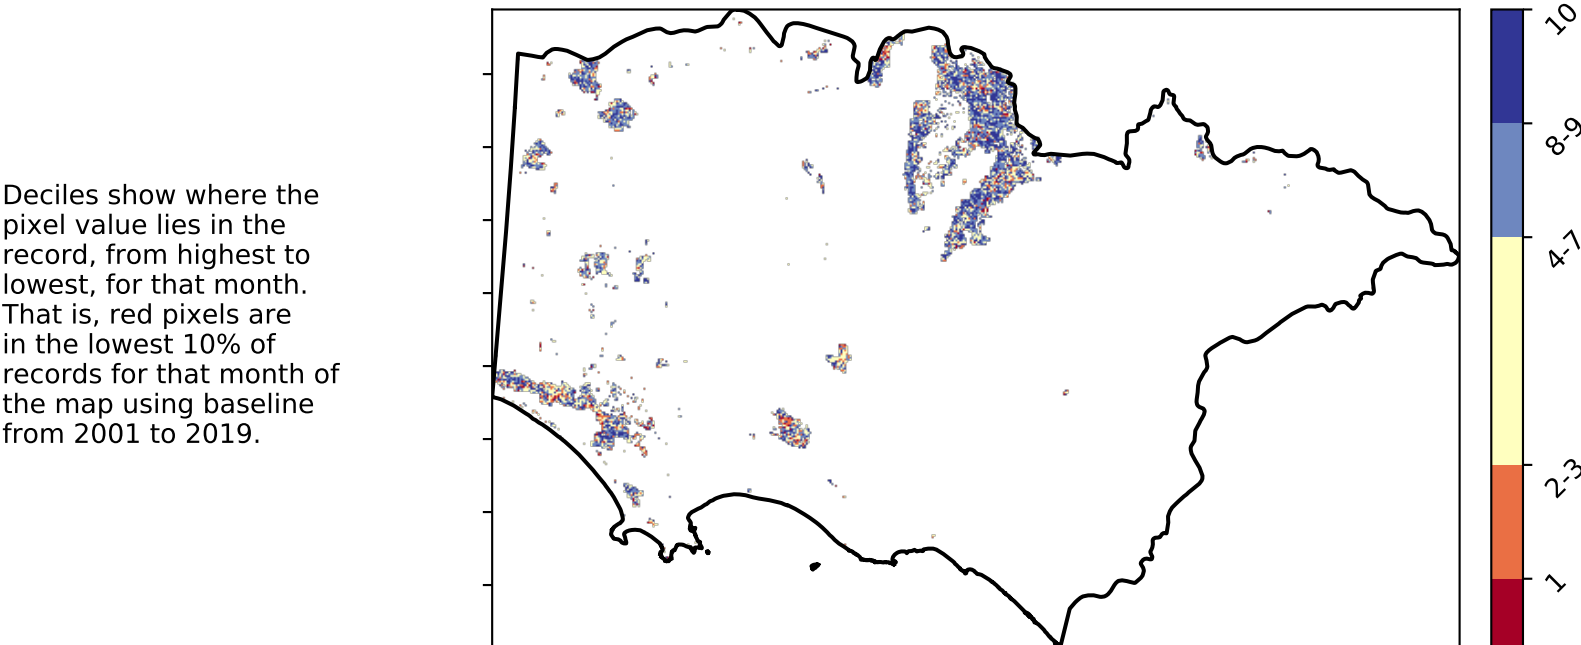 Deciles show where the
pixel value lies in the
record, from highest to
lowest, for that month.
That is, red pixels are
in the lowest 10% of
records for that month of
the map using baseline
from 2001 to 2019.
10
8-9
4-7
2-3
1